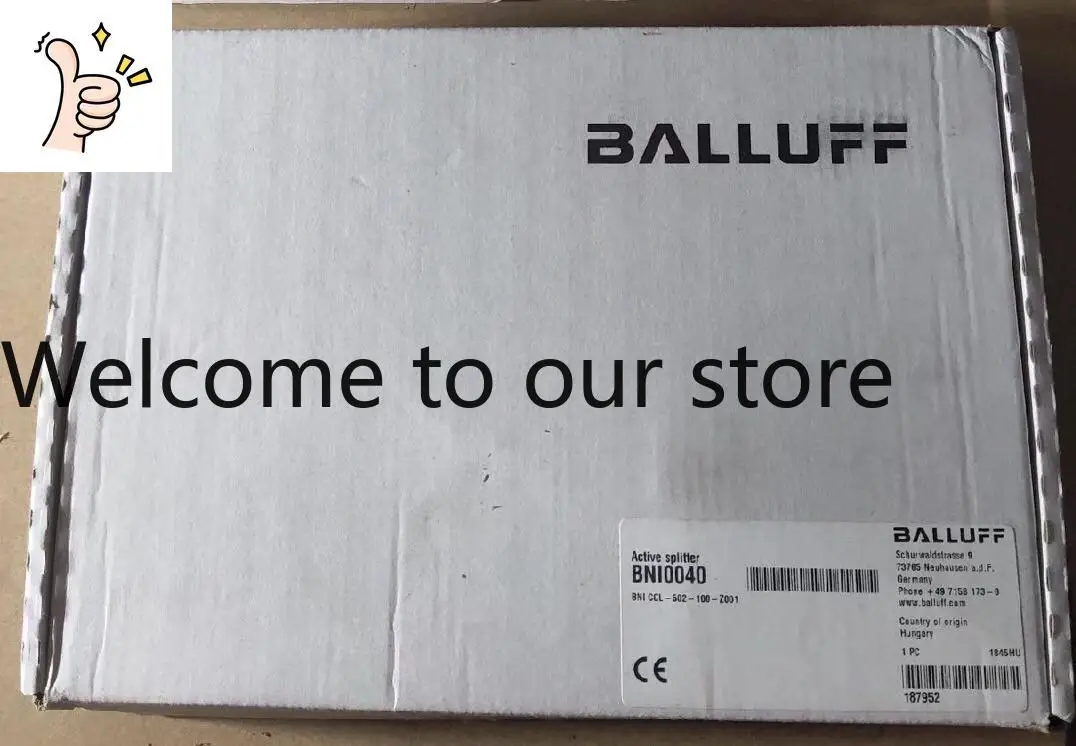 BALLUFF
Welcome to our store
Active splitter
BNI0040
BNI CCL-502-100-Z001
BALLUFF
Schurwaldstrasse 9
73765 Neuhausen a.d.F.
Germany
Phone +49 7158 173-0
www.balluff.com
Country of origin
Hungary
1 PC 1845HU
CE
187952